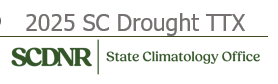 2025 SC Drought TTX
SCDNR
State Climatology Office